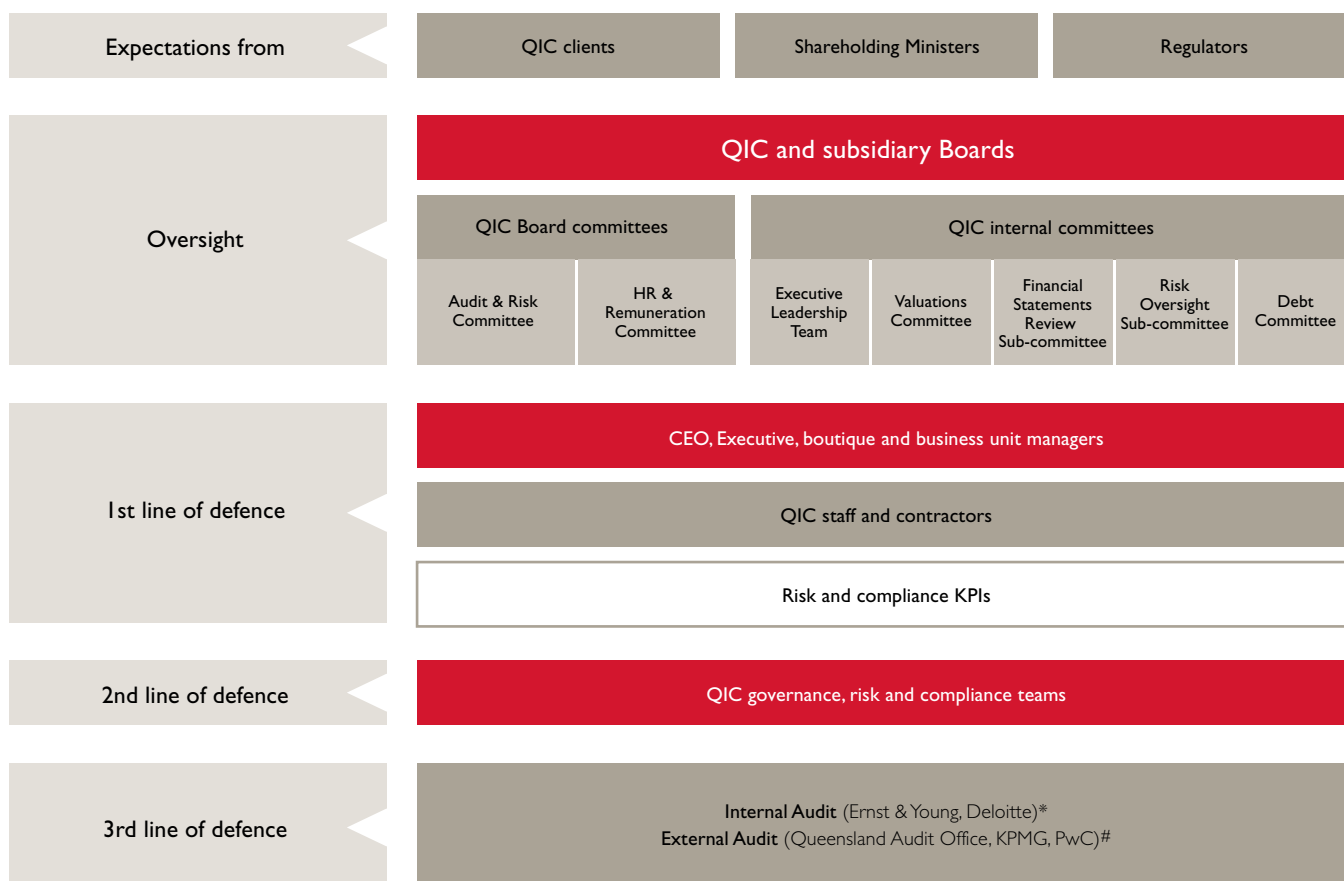 Expectations from
QIC clients
Shareholding Ministers
Regulators
Oversight
QIC and subsidiary Boards
QIC Board committees
QIC internal committees
Audit & Risk
Committee
HR &
Remuneration
Committee
Executive
Leadership
Team
Valuations
Committee
Financial
Statements
Review
Sub-committee
Risk
Oversight
Sub-committee
Debt
Committee
1st line of defence
CEO, Executive, boutique and business unit managers
QIC staff and contractors
Risk and compliance KPIs
2nd line of defence
QIC governance, risk and compliance teams
3rd line of defence
Internal Audit (Ernst & Young, Deloitte)*
External Audit (Queensland Audit Office, KPMG, PwC)#